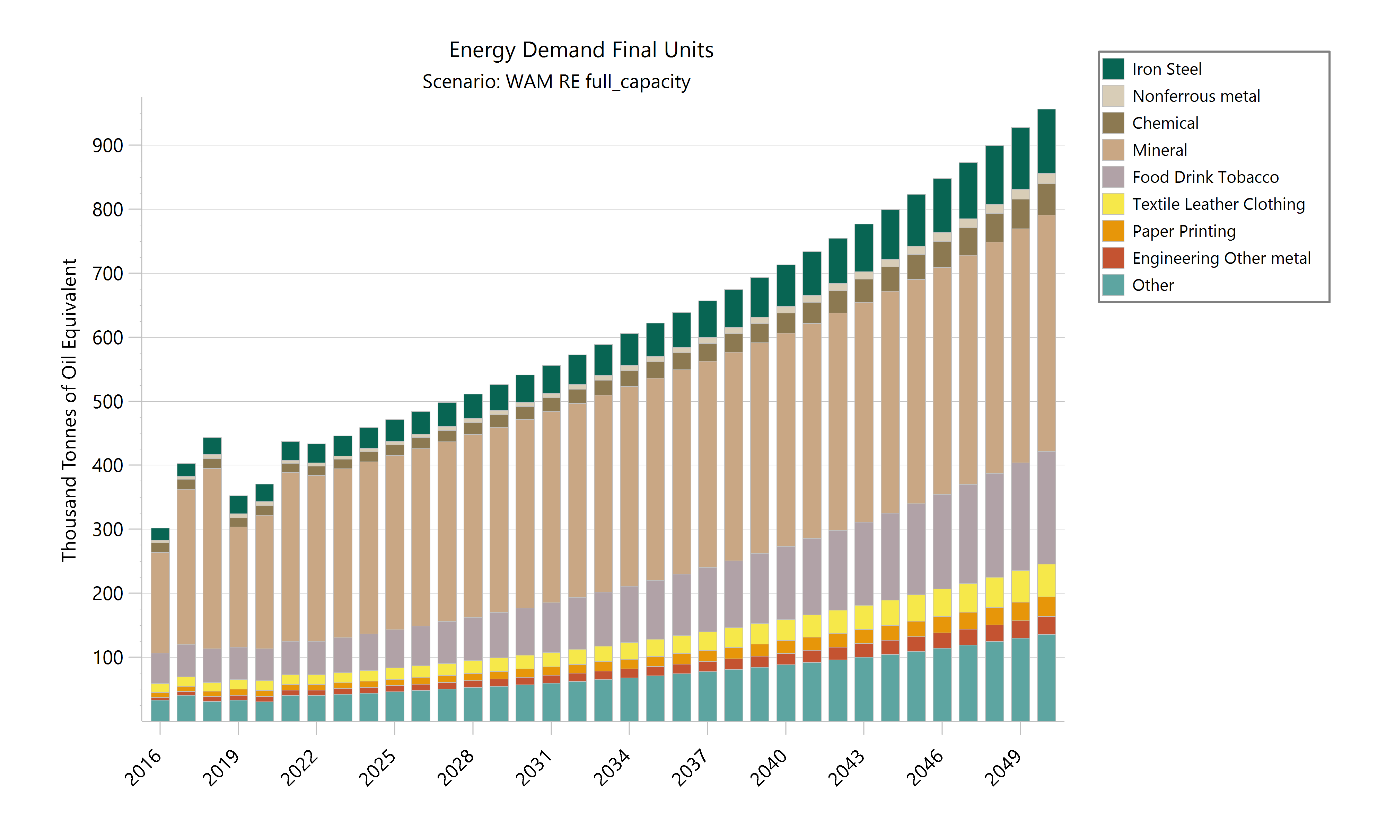 Energy Demand Final Units
Scenario: WAM RE full_capacity
Iron Steel
Nonferrous metal
Chemical
Mineral
Food Drink Tobacco
Textile Leather Clothing
Paper Printing
Engineering Other metal
Other
Thousand Tonnes of Oil Equivalent
900
800
700
600
500
400
300
200
100
2016
2019
2022
2025
2028
2031
2034
2037
2040
2043
2046
2049